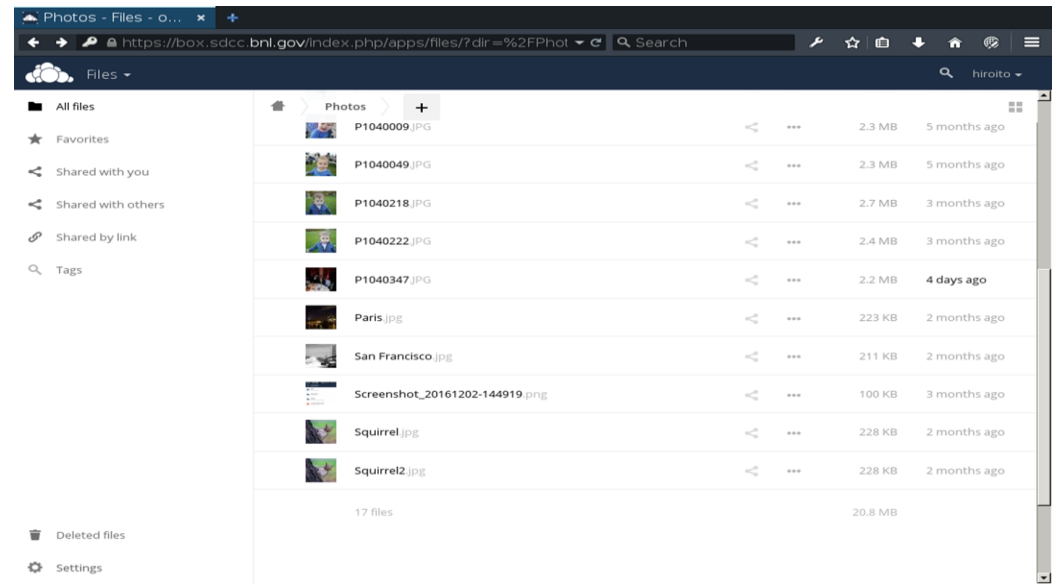 Photos - Files - o...
https://box.sdcc.bnl.gov/index.php/apps/files/?dir=%2FPhot
Search
Files
hiroito
All files
Favorites
Shared with you
Shared with others
Shared by link
Tags
Deleted files
Settings
Photos
P1040009.JPG 2.3 MB 5 months ago
P1040049.JPG 2.3 MB 5 months ago
P1040218.JPG 2.7 MB 3 months ago
P1040222.JPG 2.4 MB 3 months ago
P1040347.JPG 2.2 MB 4 days ago
Paris.jpg 223 KB 2 months ago
San Francisco.jpg 211 KB 2 months ago
Screenshot_20161202-144919.png 100 KB 3 months ago
Squirrel.jpg 228 KB 2 months ago
Squirrel2.jpg 228 KB 2 months ago
17 files 20.8 MB